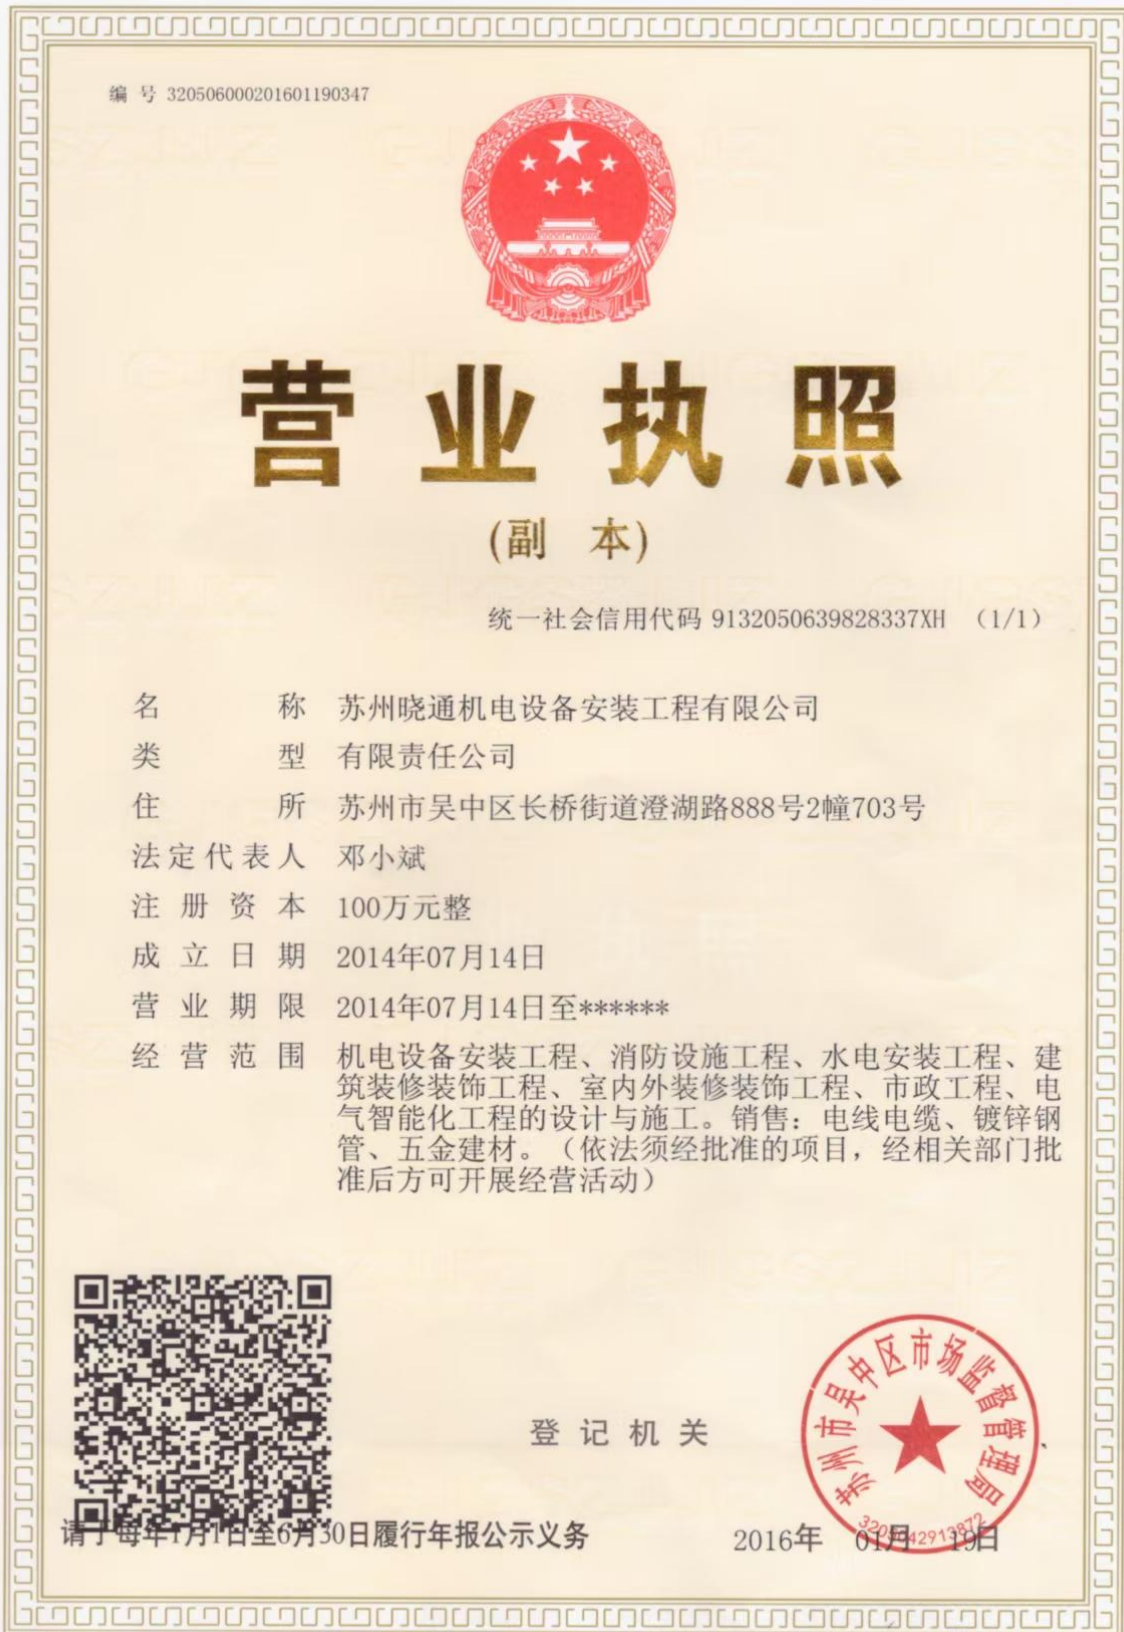 编 号 320506000201601190347
营业执照
(副 本)
统一社会信用代码 9132050639828337XH （1/1）
名 称 苏州晓通机电设备安装工程有限公司
类 型 有限责任公司
住 所 苏州市吴中区长桥街道澄湖路888号2幢703号
法定代表人 邓小斌
注册资本 100万元整
成立日期 2014年07月14日
营业期限 2014年07月14日至******
经营范围 机电设备安装工程、消防设施工程、水电安装工程、建
筑装修装饰工程、室内外装修装饰工程、市政工程、电
气智能化工程的设计与施工。销售：电线电缆、镀锌钢
管、五金建材。（依法须经批准的项目，经相关部门批
准后方可开展经营活动）
登记机关
苏州市吴中区市场监督管理局
请于每年1月1日至6月30日履行年报公示义务
2016年 01月 19日